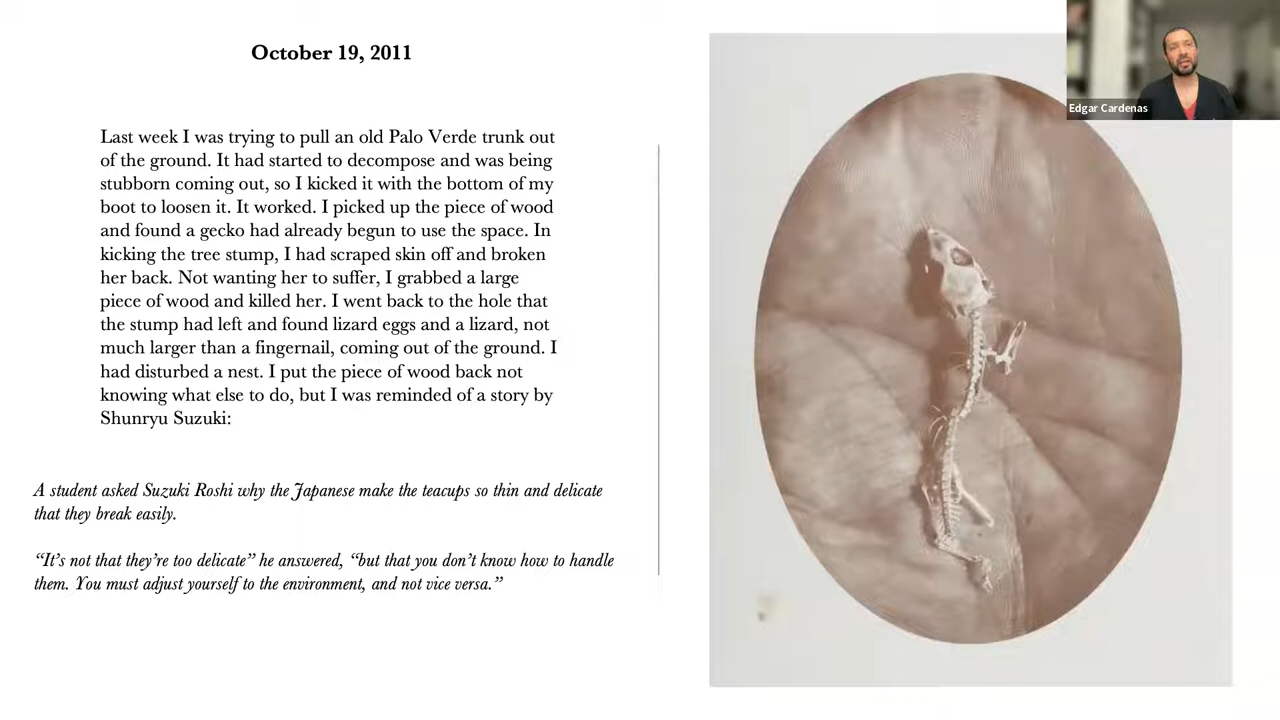 October 19, 2011
Last week I was trying to pull an old Palo Verde trunk out
of the ground. It had started to decompose and was being
stubborn coming out, so I kicked it with the bottom of my
boot to loosen it. It worked. I picked up the piece of wood
and found a gecko had already begun to use the space. In
kicking the tree stump, I had scraped skin off and broken
her back. Not wanting her to suffer, I grabbed a large
piece of wood and killed her. I went back to the hole that
the stump had left and found lizard eggs and a lizard, not
much larger than a fingernail, coming out of the ground. I
had disturbed a nest. I put the piece of wood back not
knowing what else to do, but I was reminded of a story by
Shunryu Suzuki:
A student asked Suzuki Roshi why the Japanese make the teacups so thin and delicate
that they break easily.
“It’s not that they’re too delicate” he answered, “but that you don’t know how to handle
them. You must adjust yourself to the environment, and not vice versa.”
Edgar Cardenas